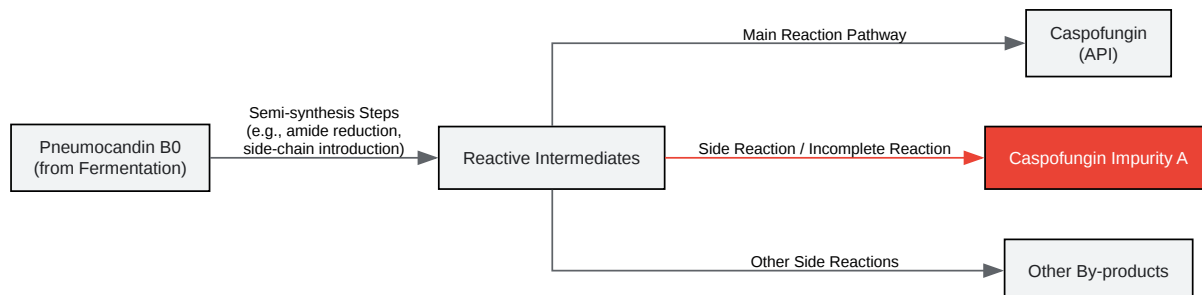 Pneumocandin B0
(from Fermentation)
Semi-synthesis Steps
(e.g., amide reduction,
side-chain introduction)
Reactive Intermediates
Main Reaction Pathway
Caspofungin
(API)
Side Reaction / Incomplete Reaction
Caspofungin Impurity A
Other Side Reactions
Other By-products